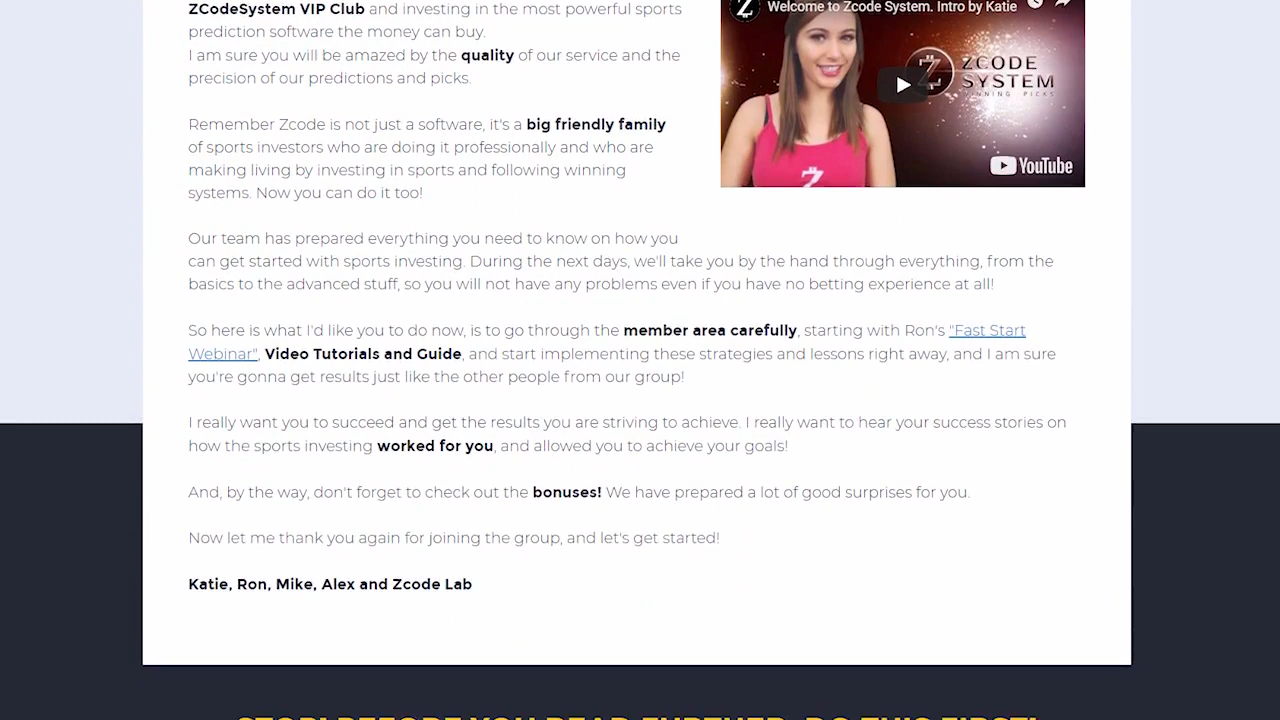 ZCodeSystem VIP Club and investing in the most powerful sports
prediction software the money can buy.
I am sure you will be amazed by the quality of our service and the
precision of our predictions and picks.
Welcome to Zcode System. Intro by Katie
ZCODE
SYSTEM
WINNING PICKS
YouTube
Remember Zcode is not just a software, it's a big friendly family
of sports investors who are doing it professionally and who are
making living by investing in sports and following winning
systems. Now you can do it too!
Our team has prepared everything you need to know on how you
can get started with sports investing. During the next days, we'll take you by the hand through everything, from the
basics to the advanced stuff, so you will not have any problems even if you have no betting experience at all!
So here is what I'd like you to do now, is to go through the member area carefully, starting with Ron's "Fast Start
Webinar", Video Tutorials and Guide, and start implementing these strategies and lessons right away, and I am sure
you're gonna get results just like the other people from our group!
I really want you to succeed and get the results you are striving to achieve. I really want to hear your success stories on
how the sports investing worked for you, and allowed you to achieve your goals!
And, by the way, don't forget to check out the bonuses! We have prepared a lot of good surprises for you.
Now let me thank you again for joining the group, and let's get started!
Katie, Ron, Mike, Alex and Zcode Lab
STOP! BEFORE YOU READ FURTHER, DO THIS FIRST!